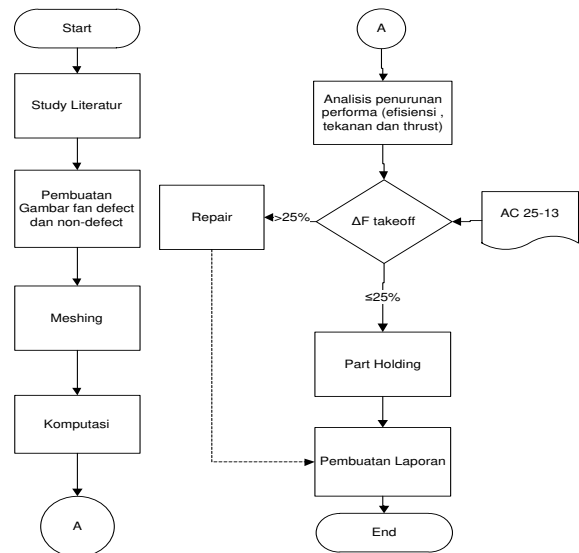 Start
Study Literatur
Pembuatan
Gambar fan defect
dan non-defect
Meshing
Komputasi
A
A
Analisis penurunan
performa (efisiensi ,
tekanan dan thrust)
ΔF takeoff
AC 25-13
>25%
Repair
≤25%
Part Holding
Pembuatan Laporan
End